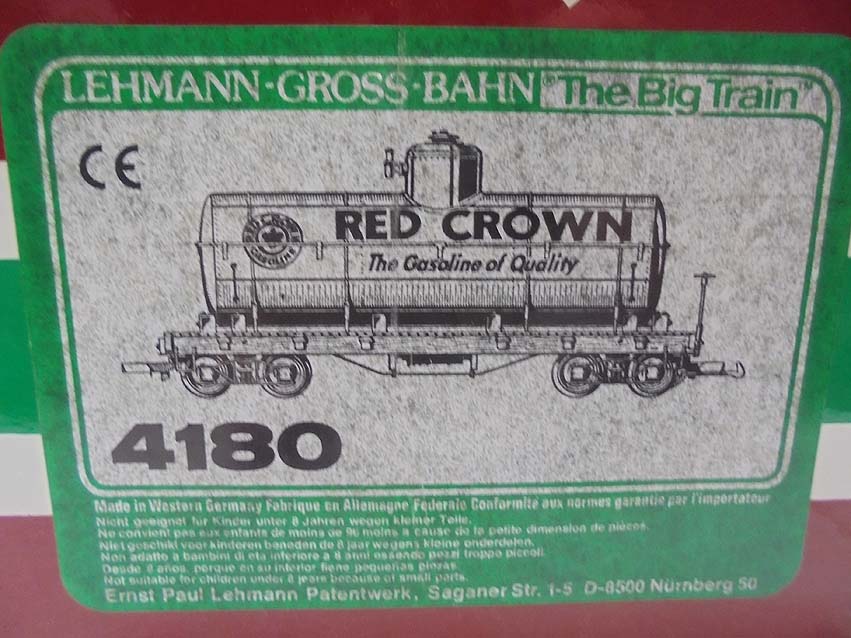 LEHMANN-GROSS-BAHN® The Big Train™
CE
RED CROWN
GASOLINE
The Gasoline of Quality
4180
Made in Western Germany Fabrique en Allemagne Federale Conformite aux normes garantie par l'importateur
Nicht geeignet für Kinder unter 8 Jahren wegen kleiner Teile.
Ne convient pas aux enfants de moins de 96 mois a cause de la petite dimension de pièces.
Niet geschikt voor kinderen beneden de 8 jaar wegens kleine onderdelen.
Non adatto a bambini di eta inferiore a 8 anni essendo pezzi troppo piccoli.
Desde 8 años, porque en su interior tiene pequeñas piezas.
Not suitable for children under 8 years because of small parts.
Ernst Paul Lehmann Patentwerk, Saganer Str. 1-5 D-8500 Nürnberg 50